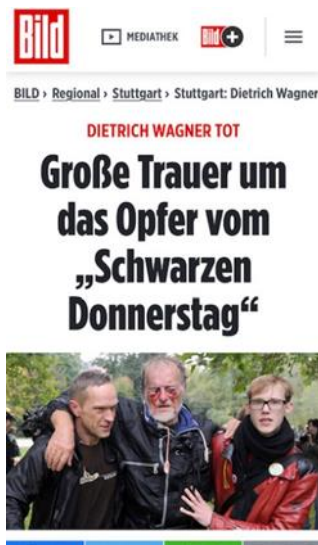 Bild
MEDIATHEK
Bild +
BILD › Regional › Stuttgart › Stuttgart: Dietrich Wagner
DIETRICH WAGNER TOT
Große Trauer um
das Opfer vom
„Schwarzen
Donnerstag“